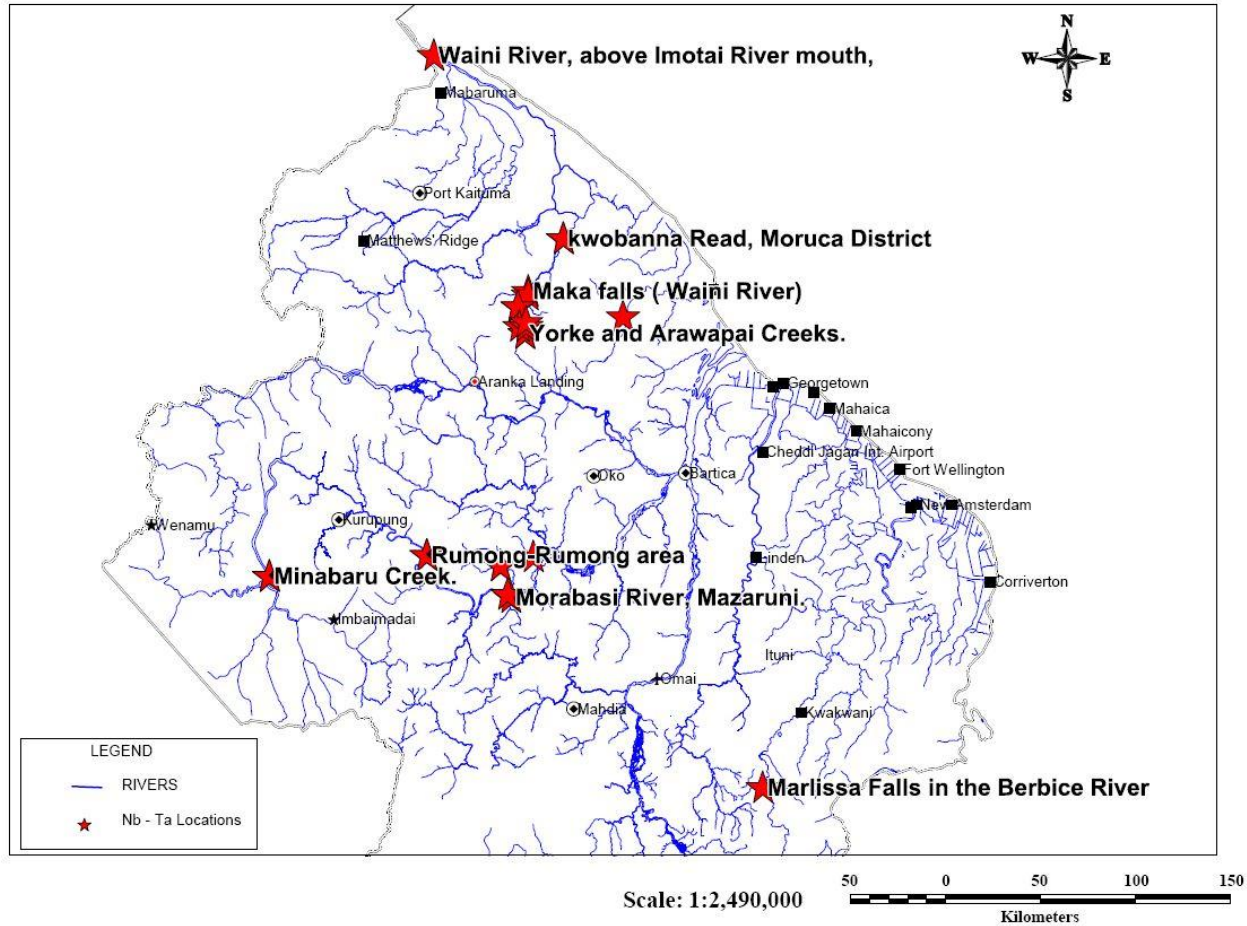 N
W E
S
Waini River, above Imotai River mouth,
Mabaruma
Port Kaituma
Matthews' Ridge
kwobanna Read, Moruca District
Maka falls ( Waini River)
Yorke and Arawapai Creeks.
Aranka Landing
Georgetown
Mahaica
Mahaicony
Cheddi Jagan Int. Airport
Fort Wellington
Oko
Bartica
New Amsterdam
Kurupung
Wenamu
Rumong-Rumong area
Linden
Minabaru Creek.
Corriverton
Morabasi River, Mazaruni.
Imbaimadai
Ituni
Omai
Mahdia
Kwakwani
Marlissa Falls in the Berbice River
LEGEND
RIVERS
Nb - Ta Locations
Scale: 1:2,490,000
50 0 50 100 150
Kilometers